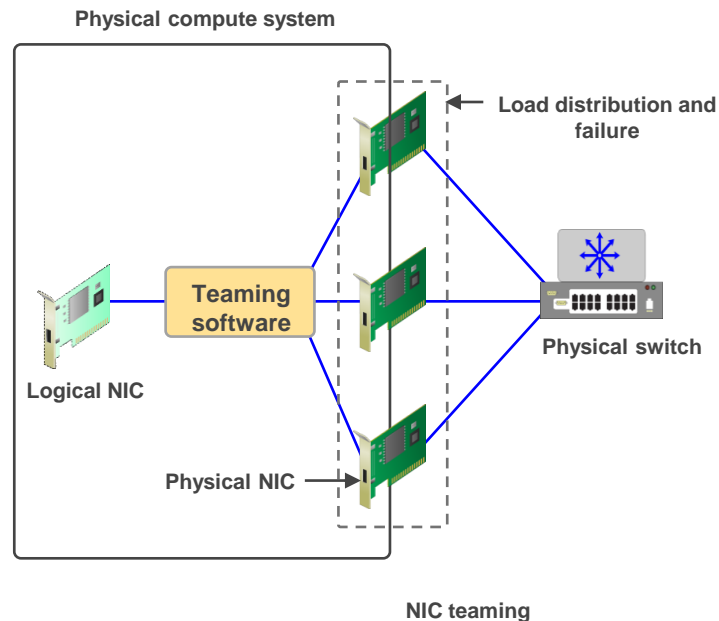 Physical compute system
Load distribution and
failure
Teaming
software
Logical NIC
Physical switch
Physical NIC
NIC teaming